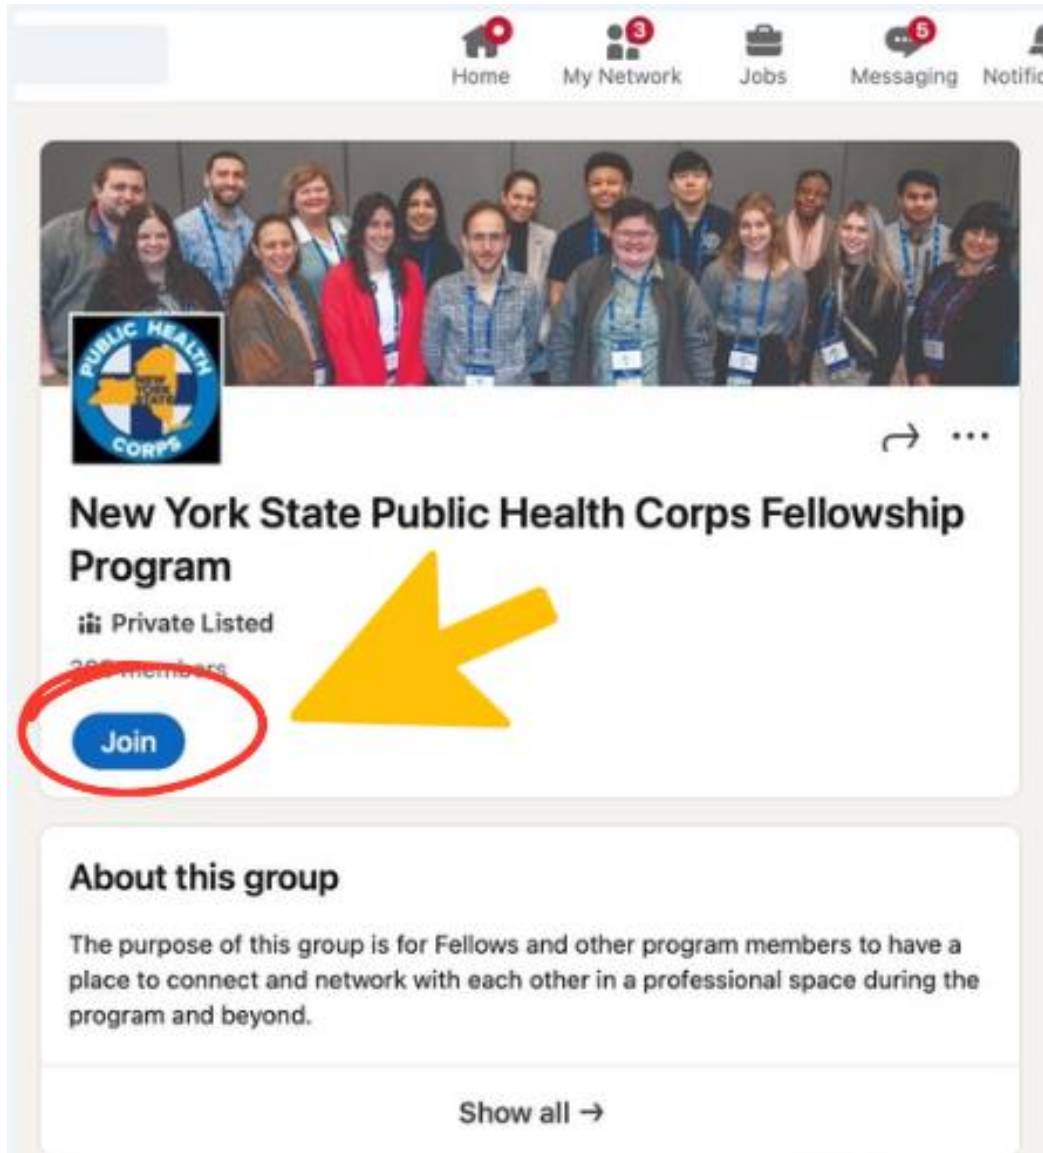 Home
3
My Network
Jobs
5
Messaging
PUBLIC HEALTH
NEW
YORK
STATE
CORPS
New York State Public Health Corps Fellowship
Program
Private Listed
members
Join
About this group
The purpose of this group is for Fellows and other program members to have a
place to connect and network with each other in a professional space during the
program and beyond.
Show all →